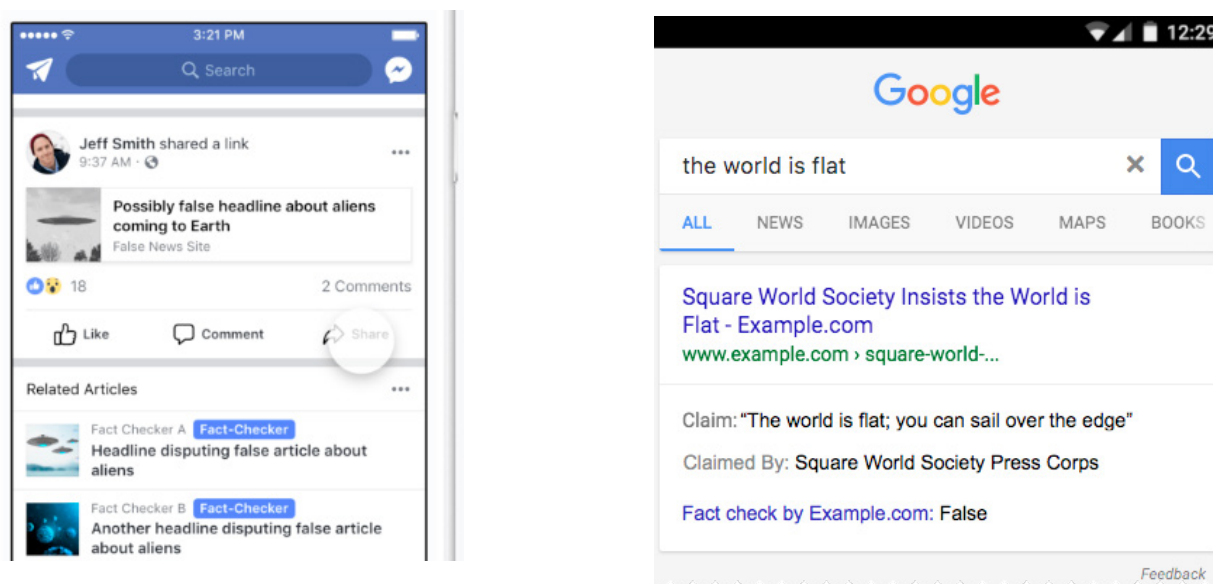 3:21 PM
Search
Jeff Smith shared a link
9:37 AM ·
Possibly false headline about aliens
coming to Earth
False News Site
18
2 Comments
Like
Comment
Share
Related Articles
Fact Checker A Fact-Checker
Headline disputing false article about
aliens
Fact Checker B Fact-Checker
Another headline disputing false article
about aliens
12:29
Google
the world is flat
ALL NEWS IMAGES VIDEOS MAPS BOOKS
Square World Society Insists the World is
Flat - Example.com
www.example.com › square-world-...
Claim: “The world is flat; you can sail over the edge”
Claimed By: Square World Society Press Corps
Fact check by Example.com: False
Feedback